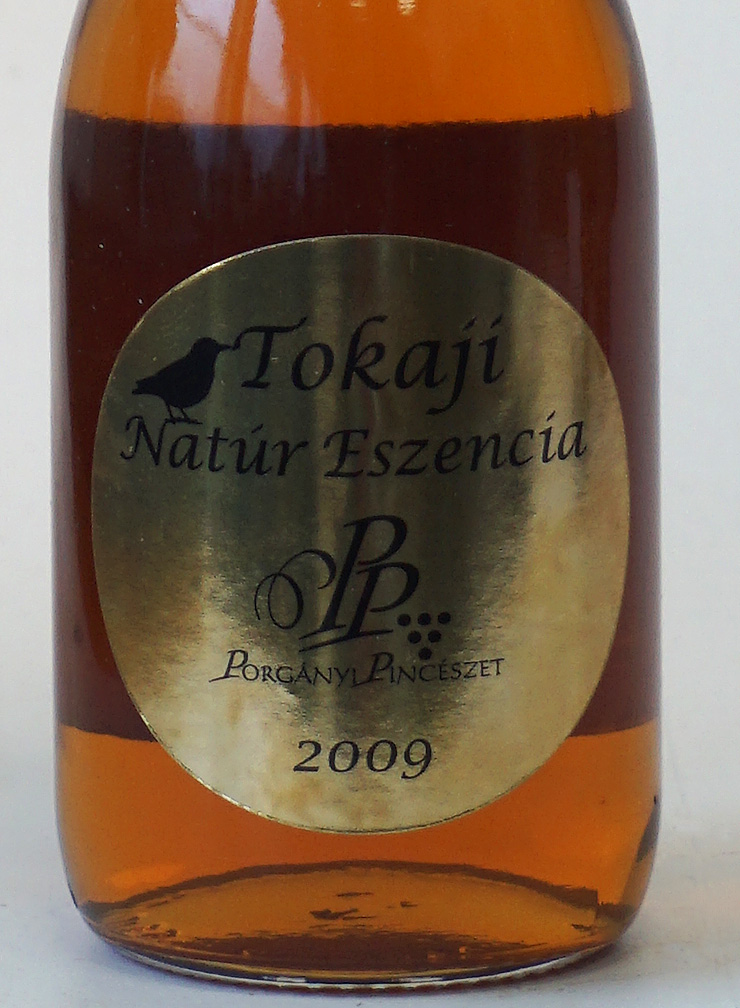 Tokaji
Natúr Eszencia
PP
PORGÁNYI PINCÉSZET
2009